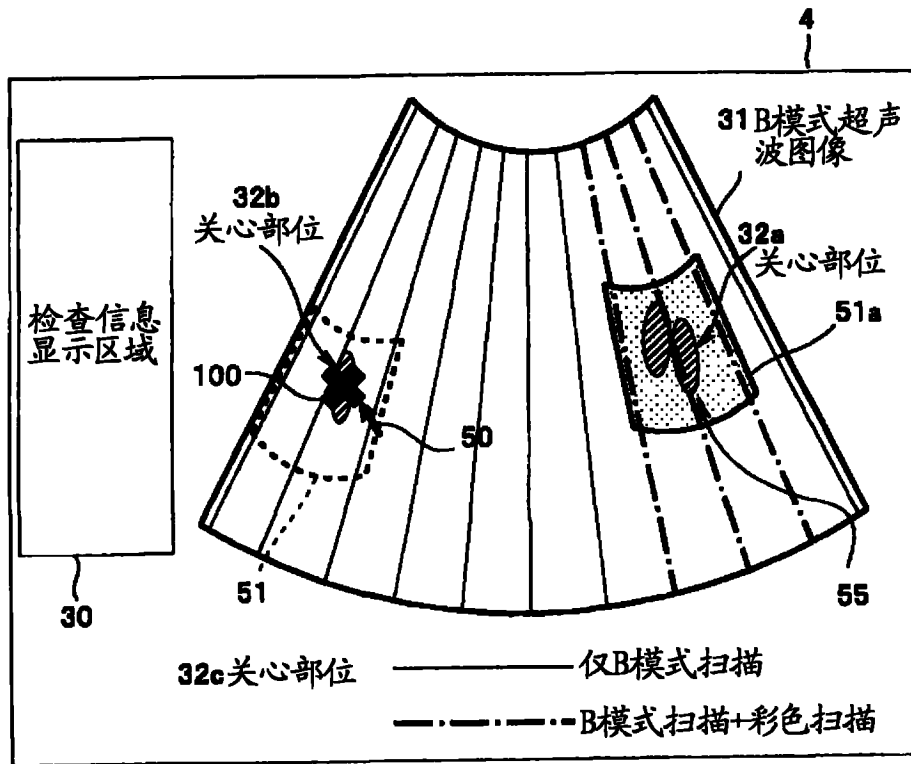 4
31 B模式超声
波图像
32b
关心部位
32a
关心部位
51a
检查信息
显示区域
100
50
51
55
30
32c关心部位
仅B模式扫描
B模式扫描+彩色扫描